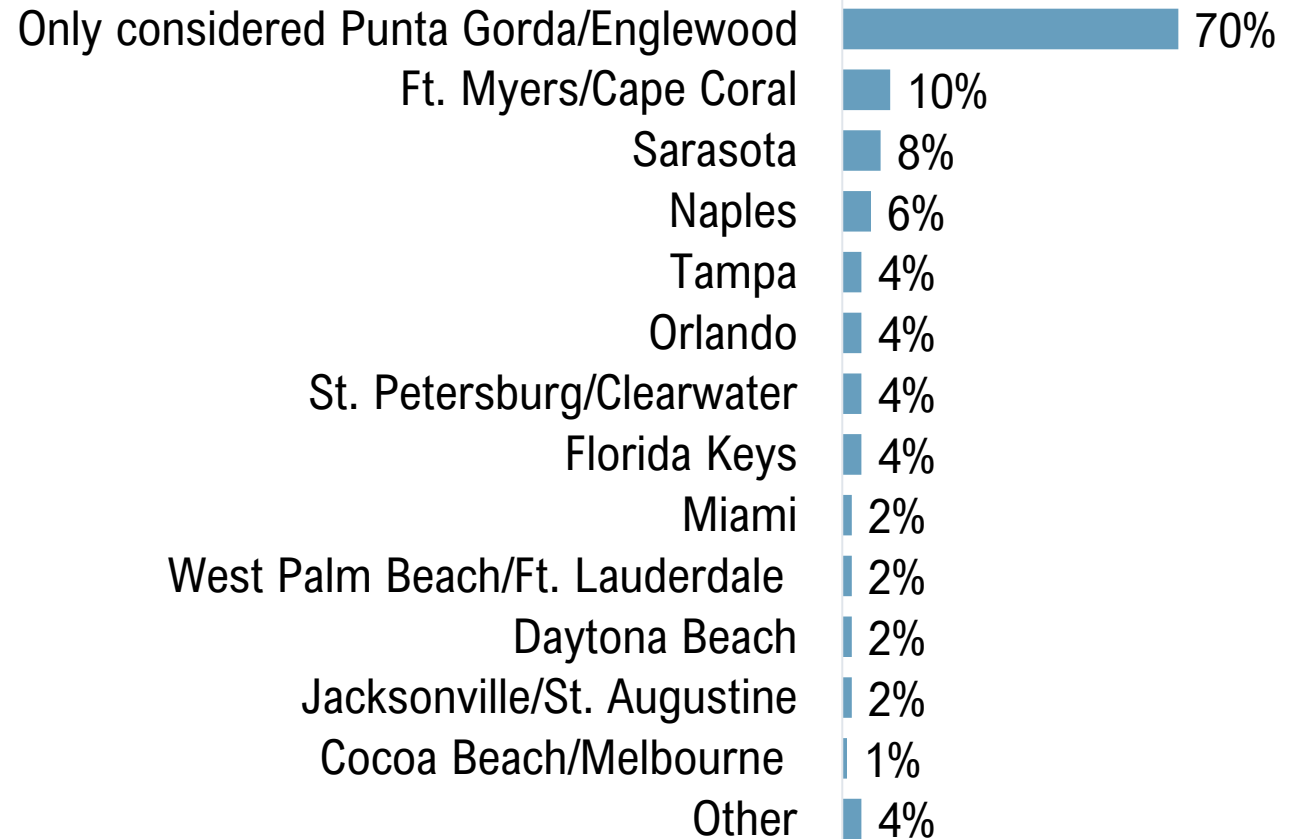 Only considered Punta Gorda/Englewood 70%
Ft. Myers/Cape Coral 10%
Sarasota 8%
Naples 6%
Tampa 4%
Orlando 4%
St. Petersburg/Clearwater 4%
Florida Keys 4%
Miami 2%
West Palm Beach/Ft. Lauderdale 2%
Daytona Beach 2%
Jacksonville/St. Augustine 2%
Cocoa Beach/Melbourne 1%
Other 4%